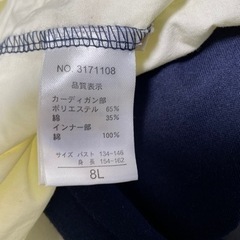 NO. 3171108
品質表示
カーディガン部
ポリエステル 65%
綿 35%
インナー部
綿 100%
サイズ バスト 134-146
身長 154-162
8L